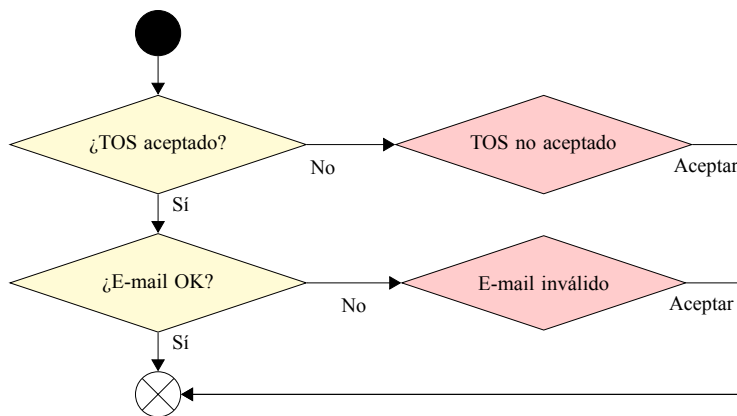 ¿TOS aceptado?
TOS no aceptado
No
Aceptar
Sí
¿E-mail OK?
E-mail inválido
No
Aceptar
Sí